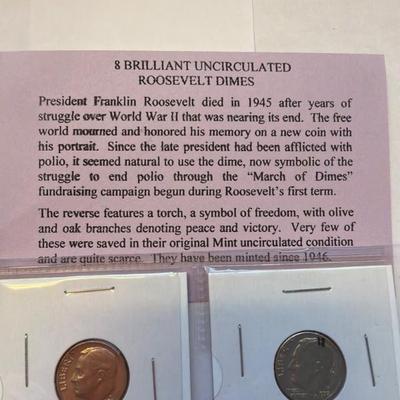 8 BRILLIANT UNCIRCULATED
ROOSEVELT DIMES
President Franklin Roosevelt died in 1945 after years of
struggle over World War II that was nearing its end. The free
world mourned and honored his memory on a new coin with
his portrait. Since the late president had been afflicted with
polio, it seemed natural to use the dime, now symbolic of the
struggle to end polio through the "March of Dimes"
fundraising campaign begun during Roosevelt's first term.
The reverse features a torch, a symbol of freedom, with olive
and oak branches denoting peace and victory. Very few of
these were saved in their original Mint uncirculated condition
and are quite scarce. They have been minted since 1946.
LIBERTY
LIBERTY